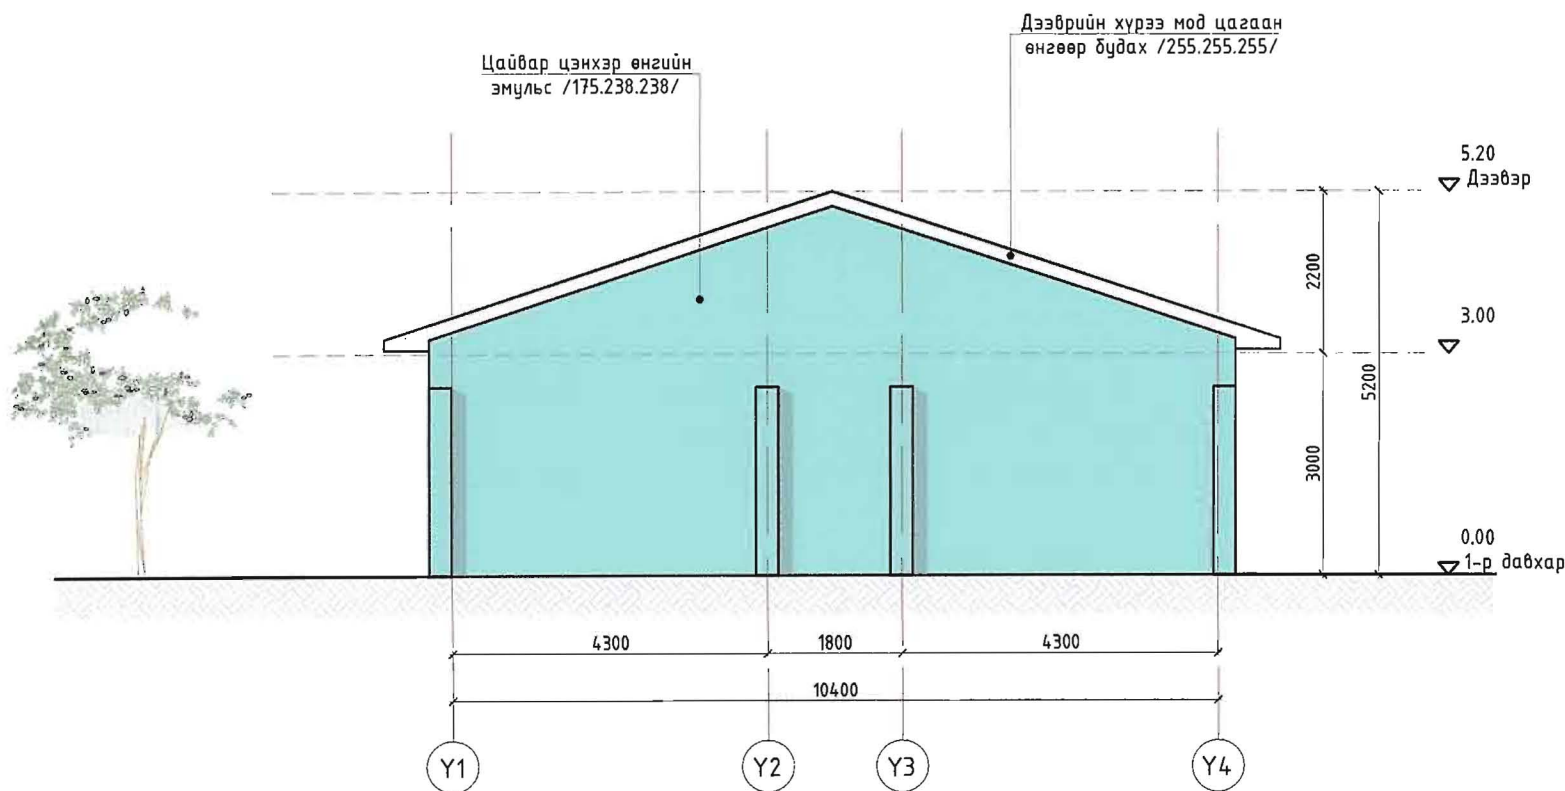 Дээврийн хүрээ мод цагаан
өнгөөр будах /255.255.255/
Цайвар цэнхэр өнгийн
эмульс /175.238.238/
5.20
Дээвэр
2200
3.00
5200
3000
0.00
1-р давхар
4300
1800
4300
10400
Y1
Y2
Y3
Y4